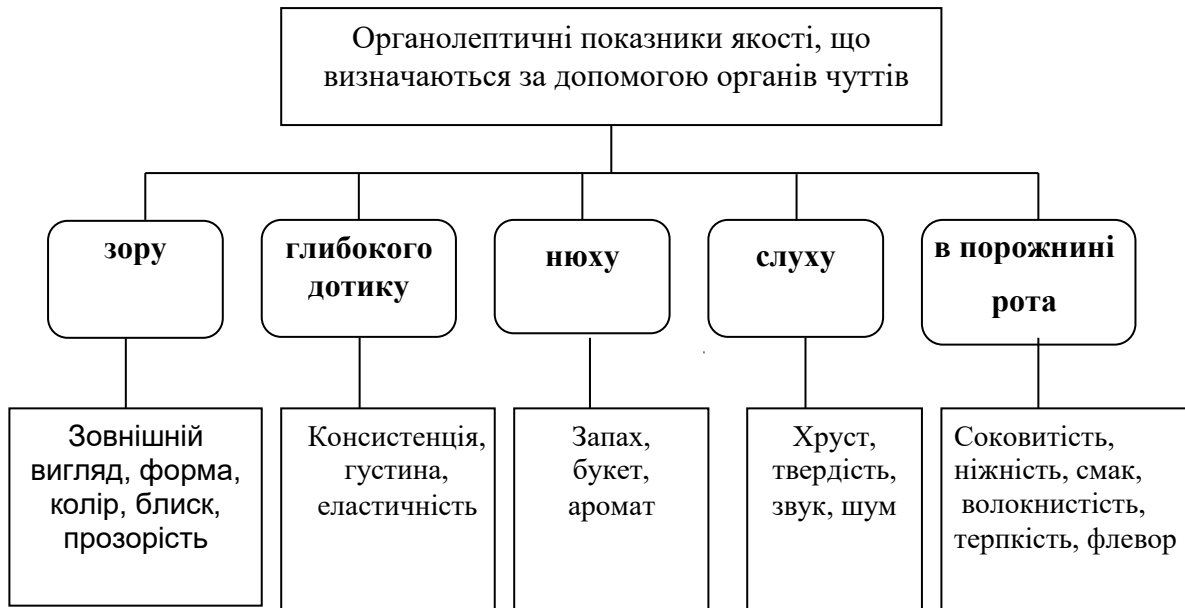 Органолептичні показники якості, що
визначаються за допомогою органів чуттів
зору
глибокого
дотику
нюху
слуху
в порожнині
рота
Зовнішній
вигляд, форма,
колір, блиск,
прозорість
Консистенція,
густина,
еластичність
Запах,
букет,
аромат
Хруст,
твердість,
звук, шум
Соковитість,
ніжність, смак,
волокнистість,
терпкість, флевор